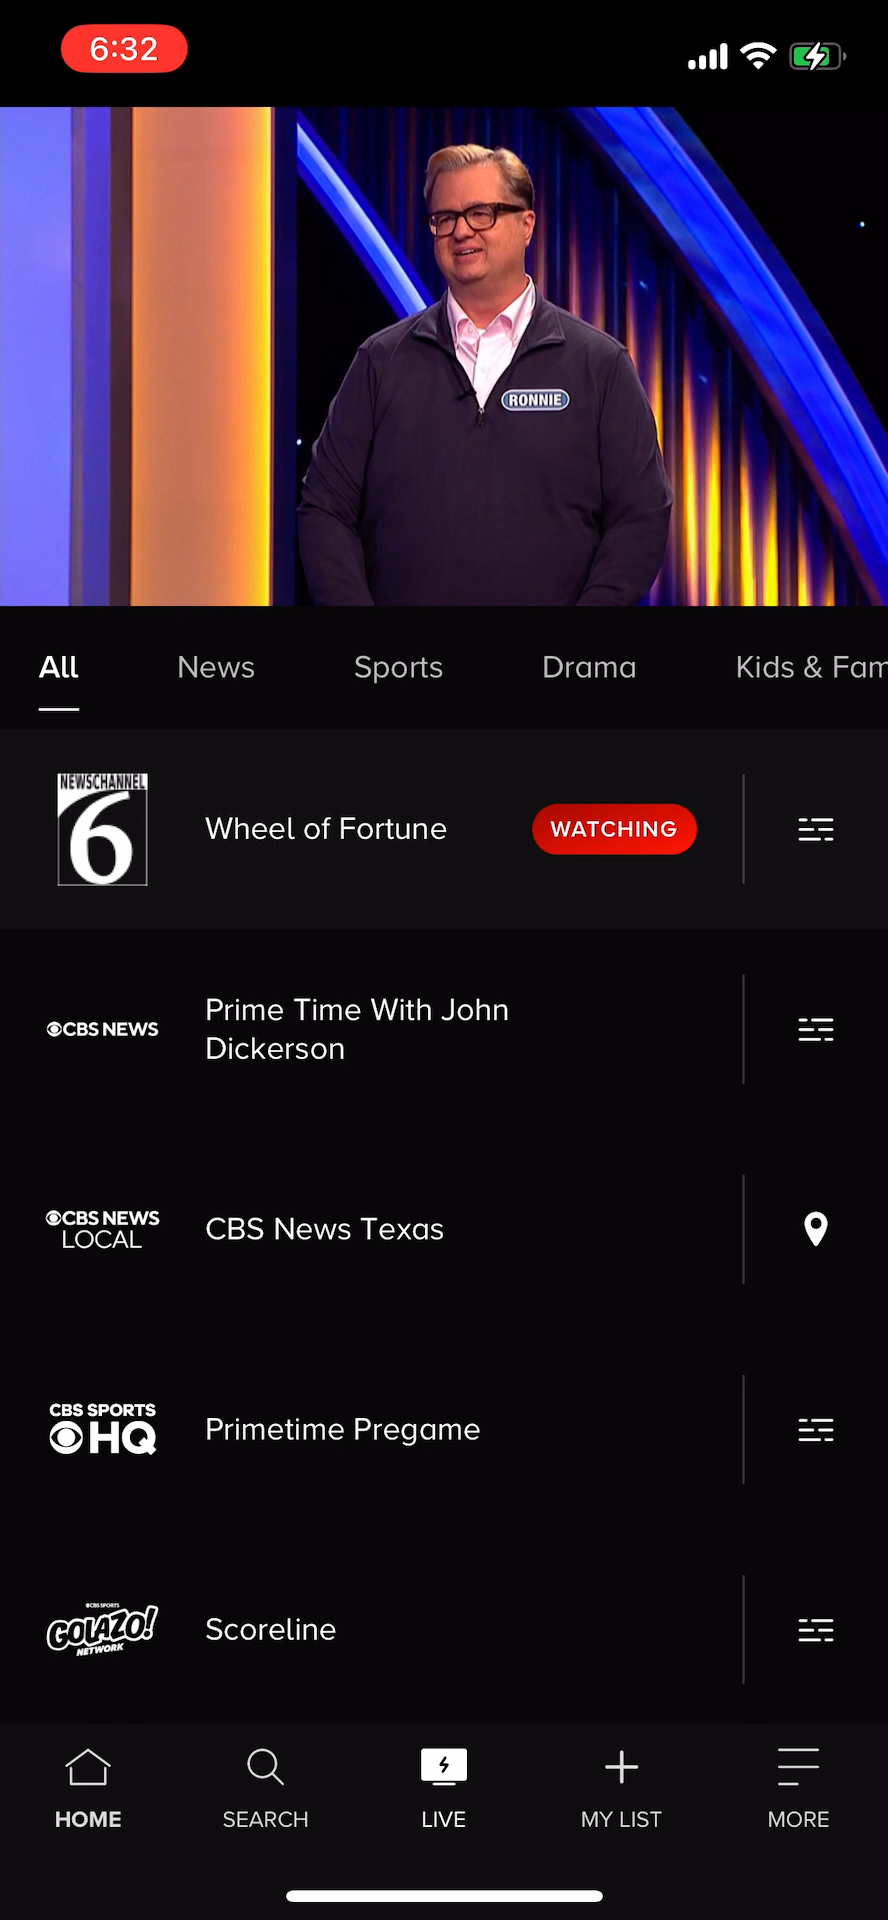 6:32
RONNIE
All
News
Sports
Drama
Kids & Fam
NEWSCHANNEL
6
Wheel of Fortune
WATCHING
CBS NEWS
Prime Time With John
Dickerson
CBS NEWS
LOCAL
CBS News Texas
CBS SPORTS
HQ
Primetime Pregame
CBS SPORTS
GOLAZO!
NETWORK
Scoreline
HOME
SEARCH
LIVE
MY LIST
MORE